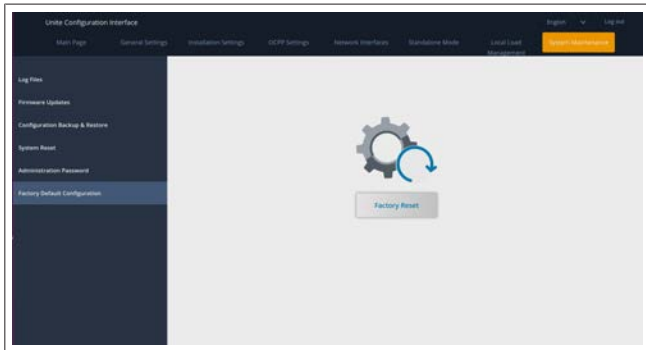 Unite Configuration Interface
English
Log out
Main Page
General Settings
Installation Settings
OCPP Settings
Network Interfaces
Standalone Mode
Local Load
Management
System Maintenance
Log Files
Firmware Updates
Configuration Backup & Restore
System Reset
Administration Password
Factory Default Configuration
Factory Reset